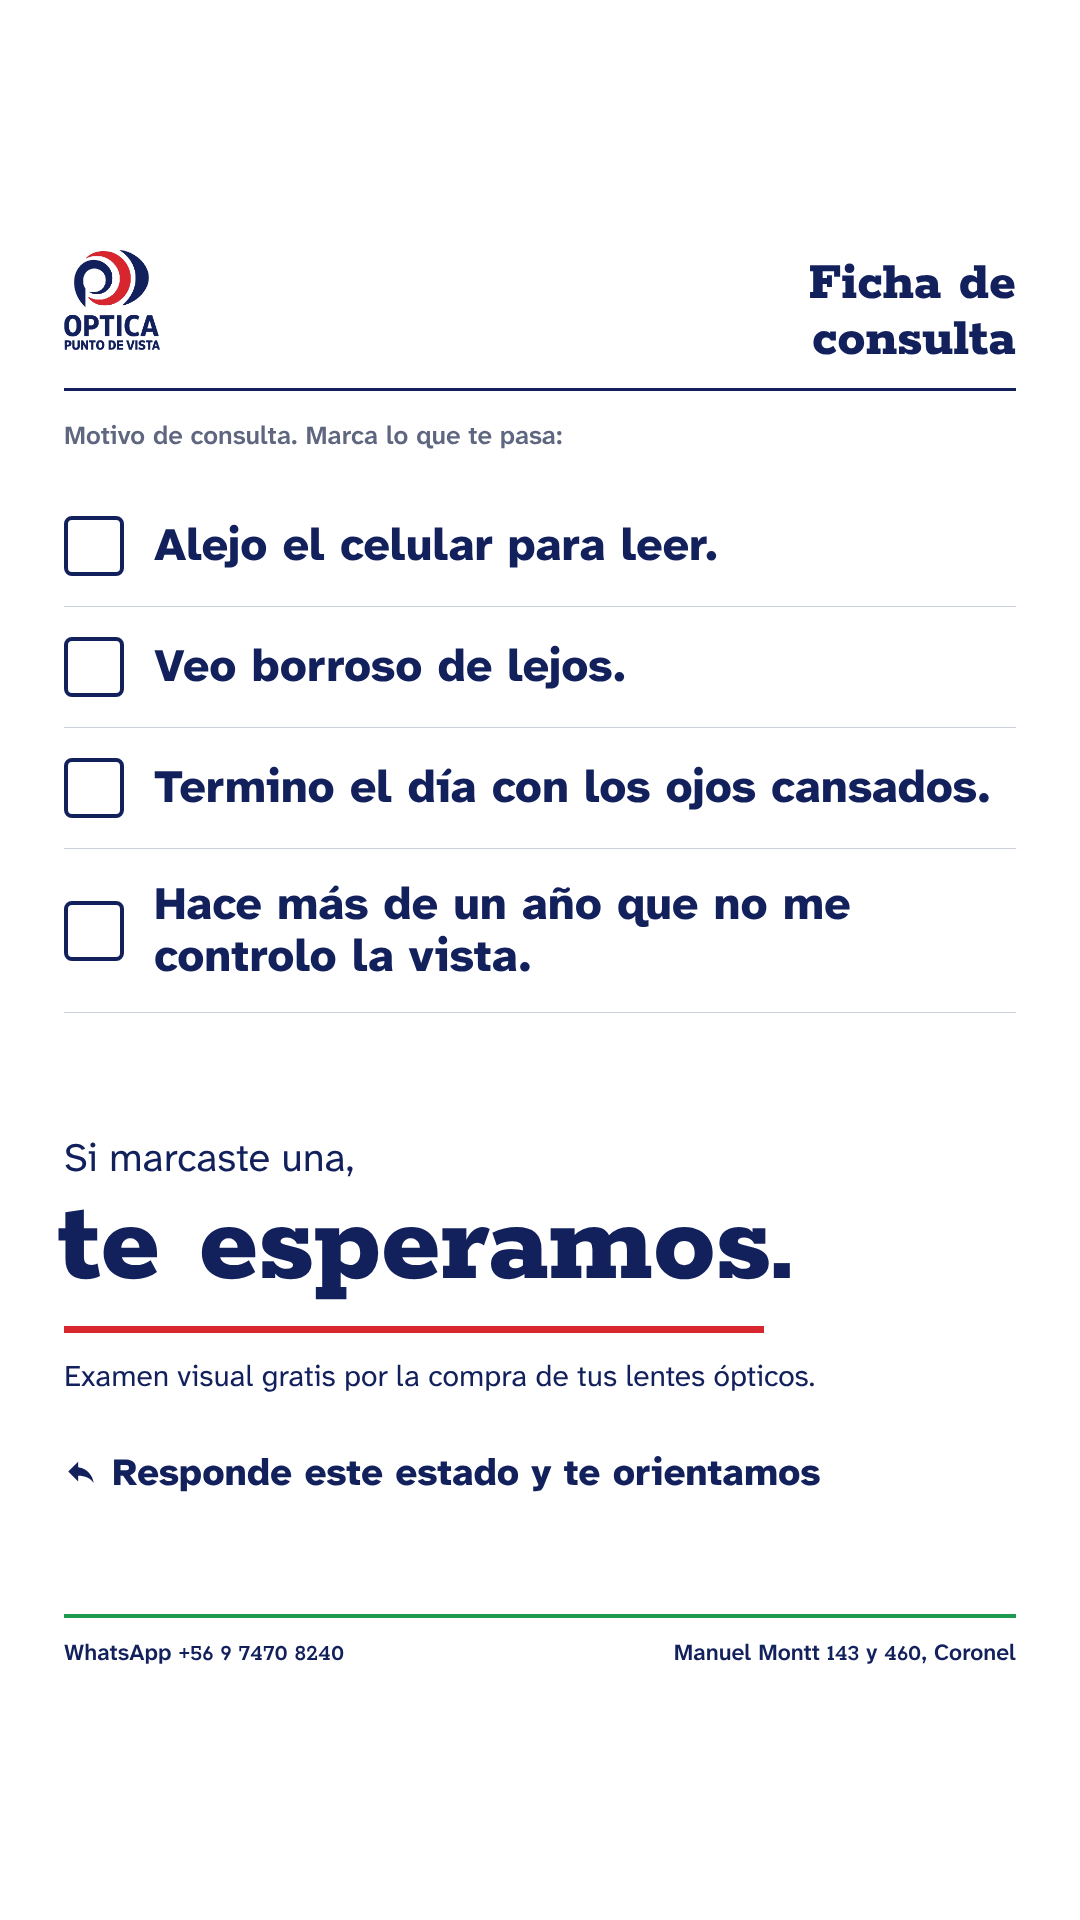 OPTICA
PUNTO DE VISTA
Ficha de
consulta
Motivo de consulta. Marca lo que te pasa:
Alejo el celular para leer.
Veo borroso de lejos.
Termino el día con los ojos cansados.
Hace más de un año que no me
controlo la vista.
Si marcaste una,
te esperamos.
Examen visual gratis por la compra de tus lentes ópticos.
Responde este estado y te orientamos
WhatsApp +56 9 7470 8240
Manuel Montt 143 y 460, Coronel